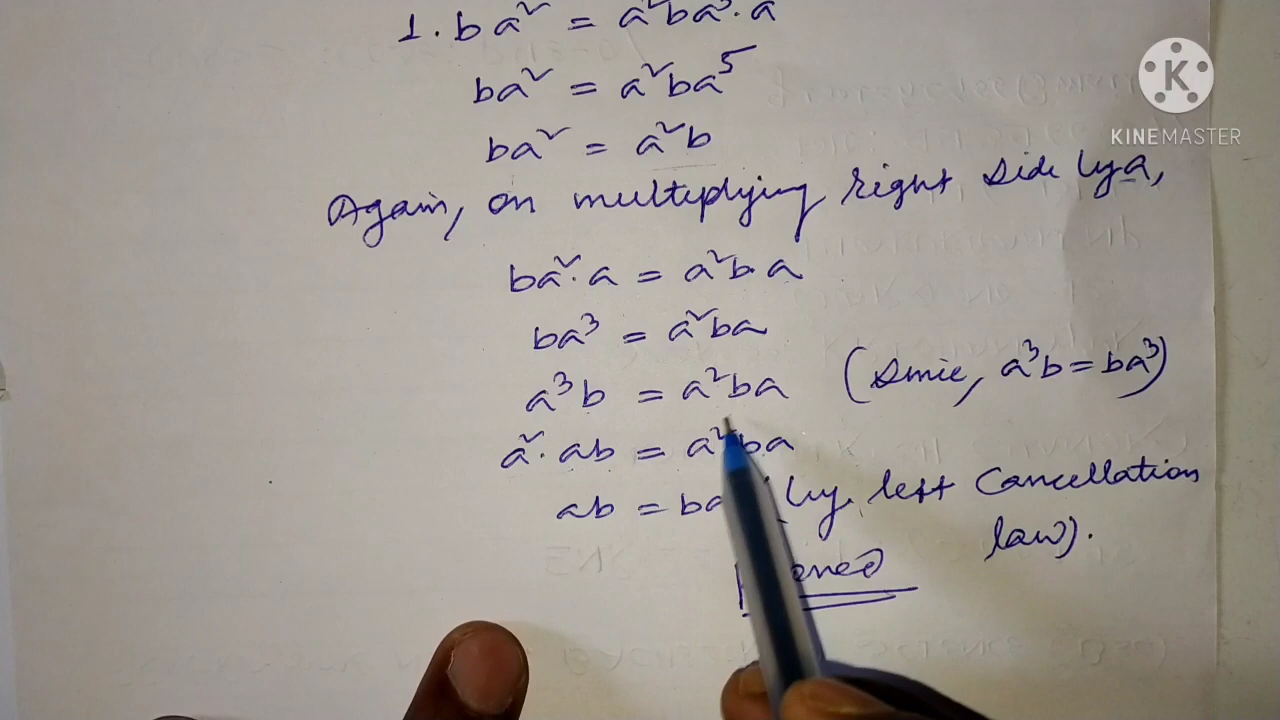 1. ba² = a²ba³.a
ba² = a²ba⁵
ba² = a²b
KINEMASTER
Again, on multiplying right side by a,
ba².a = a²b.a
ba³ = a²ba
a³b = a²ba (Since, a³b = ba³)
a². ab = a²ba
ab = ba (by left Cancellation
law).